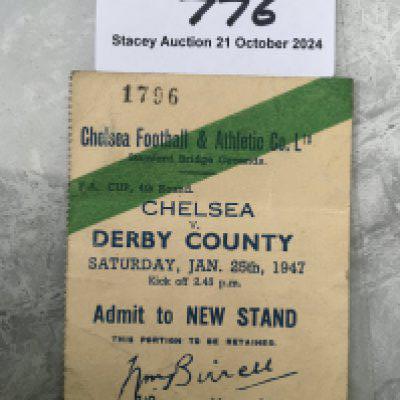 776
Stacey Auction 21 October 2024
1796
Chelsea Football & Athletic Co. Ltd
Stamford Bridge Grounds.
F.A. CUP, 4th Round.
CHELSEA
v.
DERBY COUNTY
SATURDAY, JAN. 25th, 1947
Kick off 2.45 p.m.
Admit to NEW STAND
THIS PORTION TO BE RETAINED.
Wm Birrell